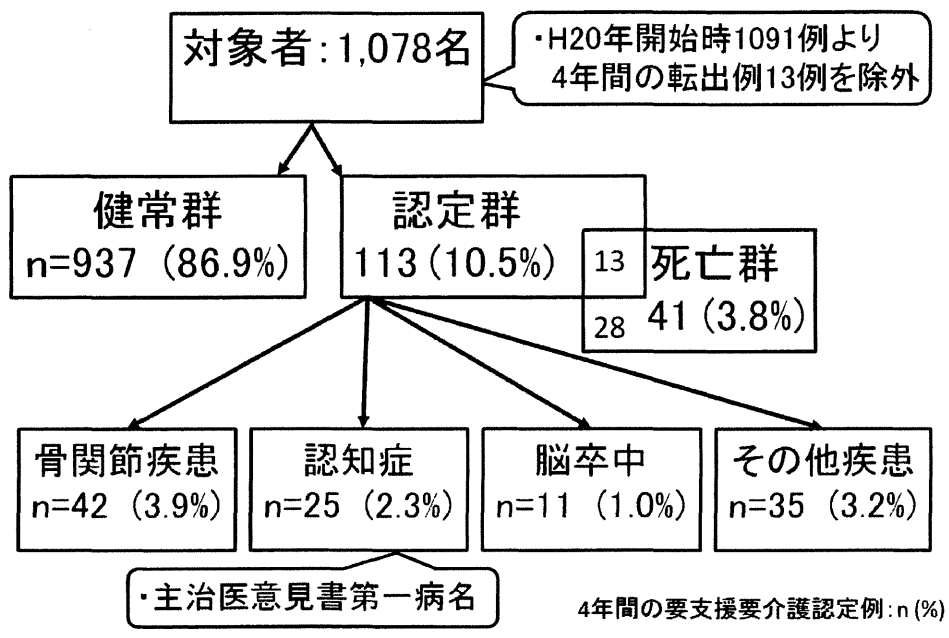 対象者：1,078名
・H20年開始時1091例より
4年間の転出例13例を除外
健常群
n=937 (86.9%)
認定群
113(10.5%)
13
28
死亡群
41(3.8%)
骨関節疾患
n=42 (3.9%)
認知症
n=25 (2.3%)
脳卒中
n=11 (1.0%)
その他疾患
n=35 (3.2%)
・主治医意見書第一病名
4年間の要支援要介護認定例：n(%)